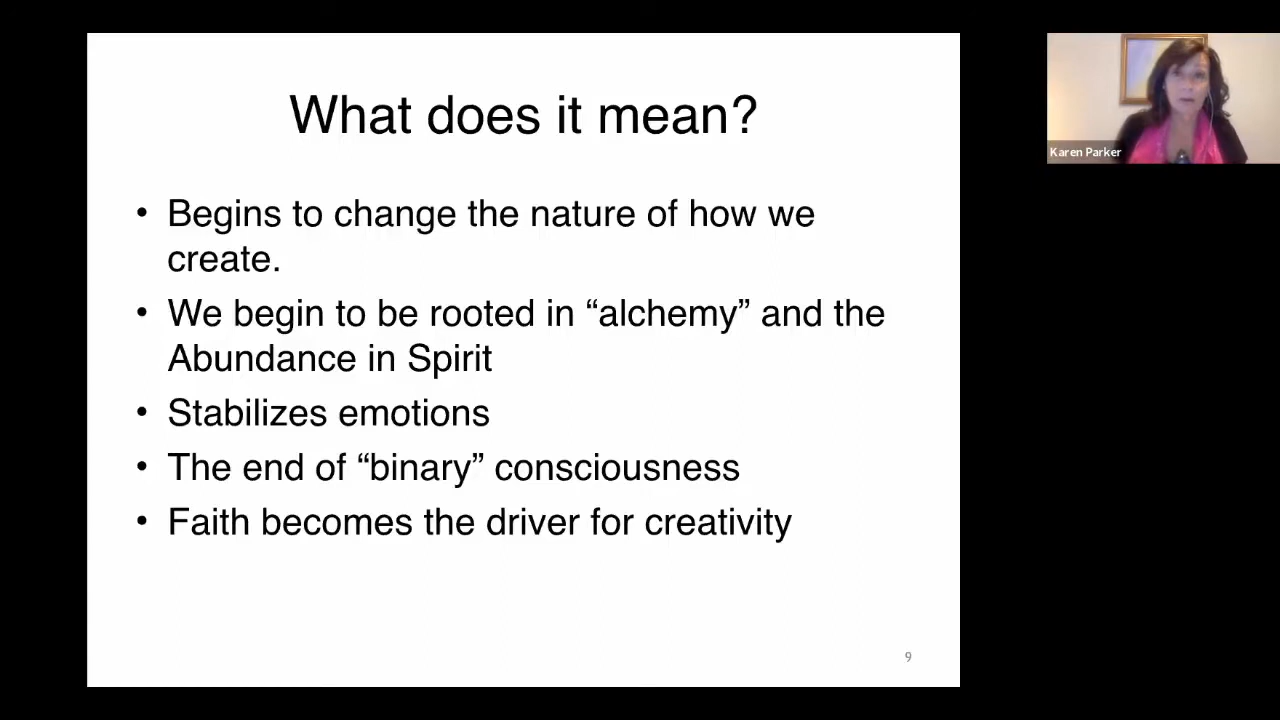 What does it mean?
• Begins to change the nature of how we
create.
• We begin to be rooted in “alchemy” and the
Abundance in Spirit
• Stabilizes emotions
• The end of “binary” consciousness
• Faith becomes the driver for creativity
9
Karen Parker